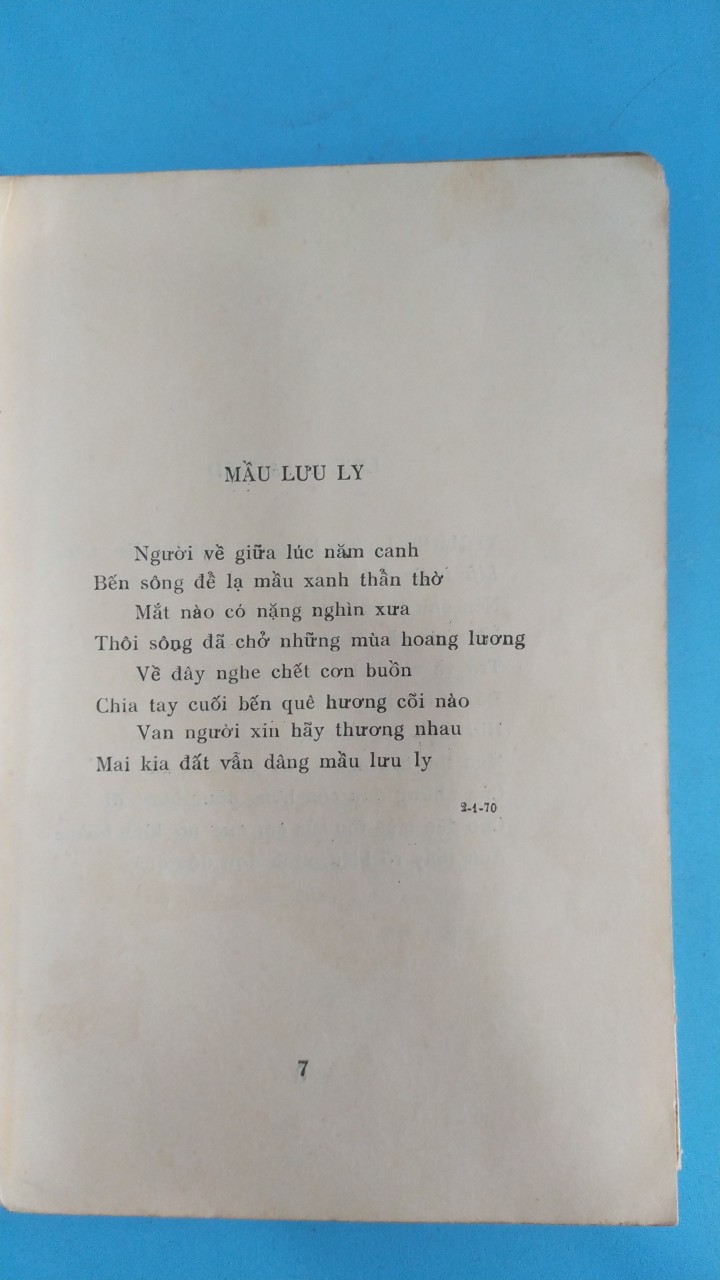 MẦU LƯU LY
Người về giữa lúc năm canh
Bến sông để lạ mầu xanh thẫn thờ
Mắt nào có nặng nghìn xưa
Thôi sông đã chở những mùa hoang lương
Về đây nghe chết cơn buồn
Chia tay cuối bến quê hương cõi nào
Van người xin hãy thương nhau
Mai kia đất vẫn dâng mầu lưu ly
2-1-70
7